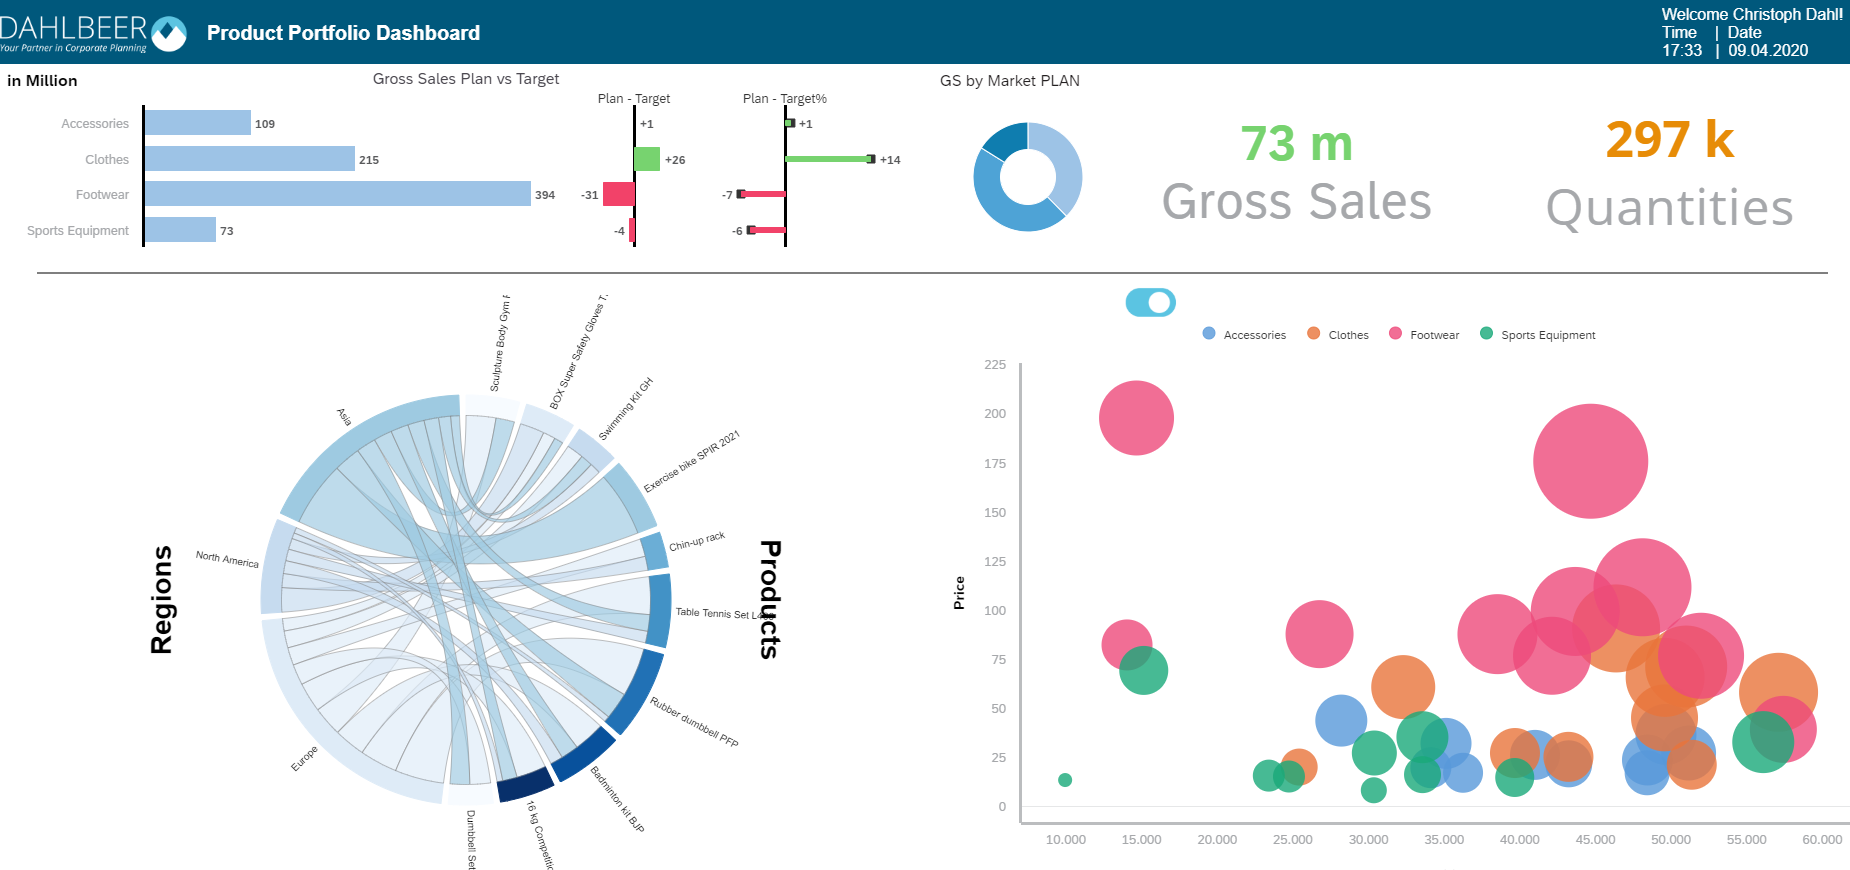 DAHLBEER
Your Partner in Corporate Planning
Product Portfolio Dashboard
Welcome Christoph Dahl!
Time | Date
17:33 | 09.04.2020
in Million
Gross Sales Plan vs Target
Plan - Target
Plan - Target%
Accessories 109 +1 +1
Clothes 215 +26 +14
Footwear 394 -31 -7
Sports Equipment 73 -4 -6
GS by Market PLAN
73 m
Gross Sales
297 k
Quantities
Regions
Products
Asia
North America
Europe
Sculpture Body Gym
BOX Super Safety Gloves T.
Swimming Kit GH
Exercise bike SPIR 2021
Chin-up rack
Table Tennis Set
Rubber dumbbell PFP
Badminton kit BJP
16 kg
Dumbbell Set
Accessories
Clothes
Footwear
Sports Equipment
Price
225
200
175
150
125
100
75
50
25
0
10.000 15.000 20.000 25.000 30.000 35.000 40.000 45.000 50.000 55.000 60.000